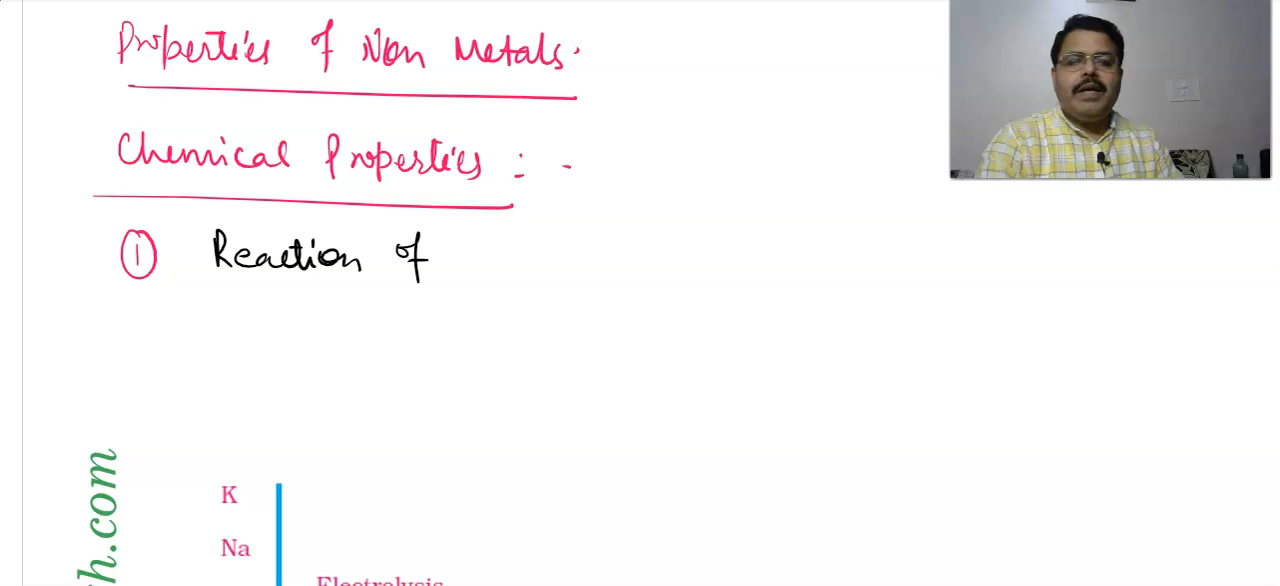 Properties of Non Metals.
Chemical Properties : -
① Reaction of
h.com
K
Na
Electrolysis